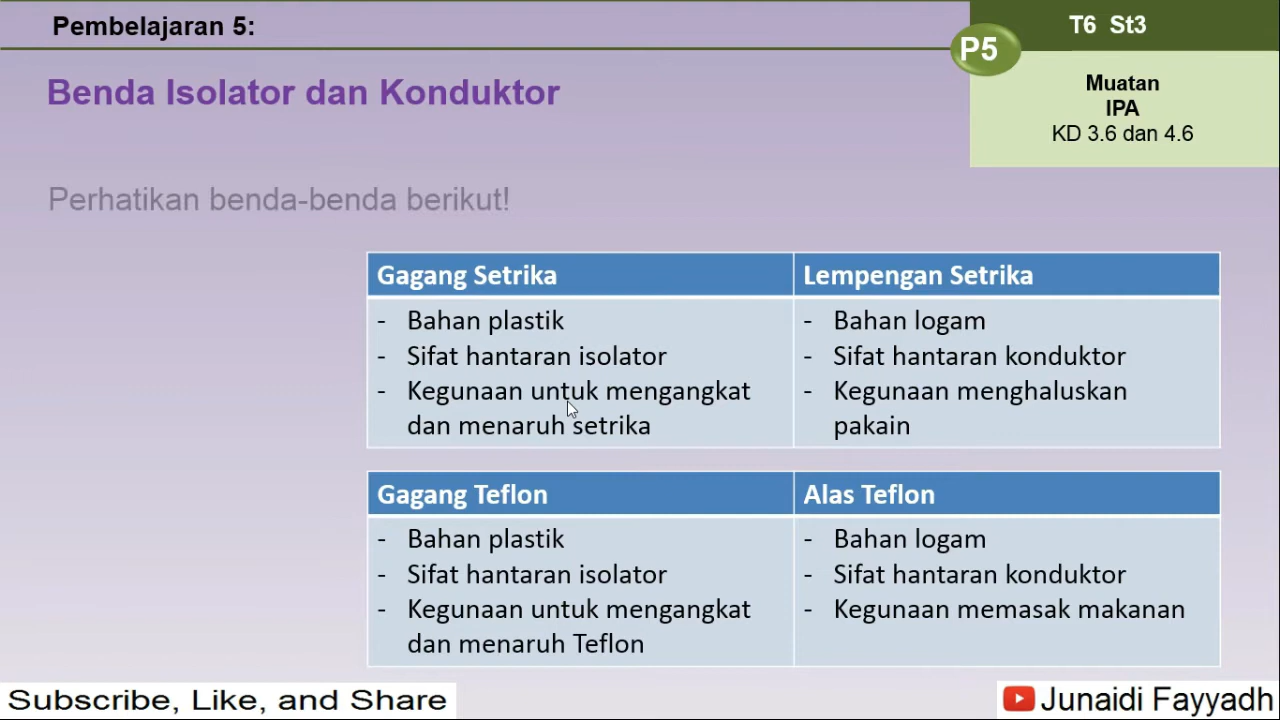 Pembelajaran 5:
T6 St3
P5
Muatan
IPA
KD 3.6 dan 4.6
Benda Isolator dan Konduktor
Perhatikan benda-benda berikut!
Gagang Setrika
- Bahan plastik
- Sifat hantaran isolator
- Kegunaan untuk mengangkat
dan menaruh setrika
Lempengan Setrika
- Bahan logam
- Sifat hantaran konduktor
- Kegunaan menghaluskan
pakain
Gagang Teflon
- Bahan plastik
- Sifat hantaran isolator
- Kegunaan untuk mengangkat
dan menaruh Teflon
Alas Teflon
- Bahan logam
- Sifat hantaran konduktor
- Kegunaan memasak makanan
Subscribe, Like, and Share
Junaidi Fayyadh